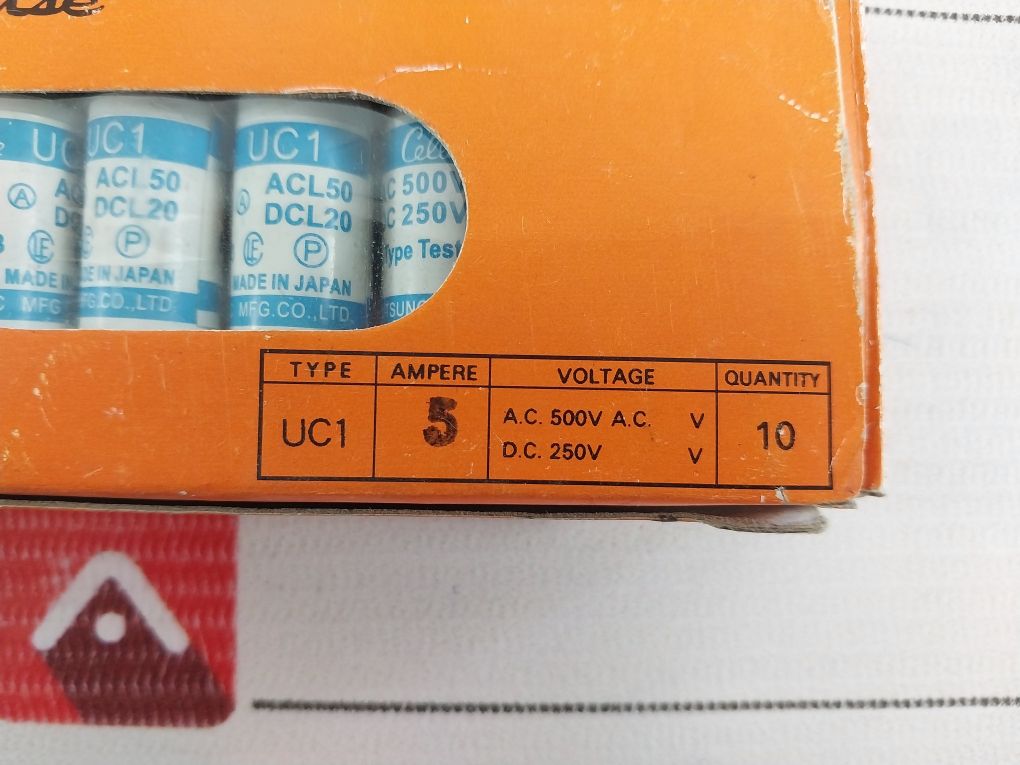 UC1
ACL50
DCL20
P
MADE IN JAPAN
MFG.CO.,LTD.
UC1
ACL50
DCL20
P
MADE IN JAPAN
MFG.CO.,LTD.
500V
250V
Type Test
TYPE AMPERE VOLTAGE QUANTITY
UC1 5 A.C. 500V A.C. V 10
D.C. 250V V